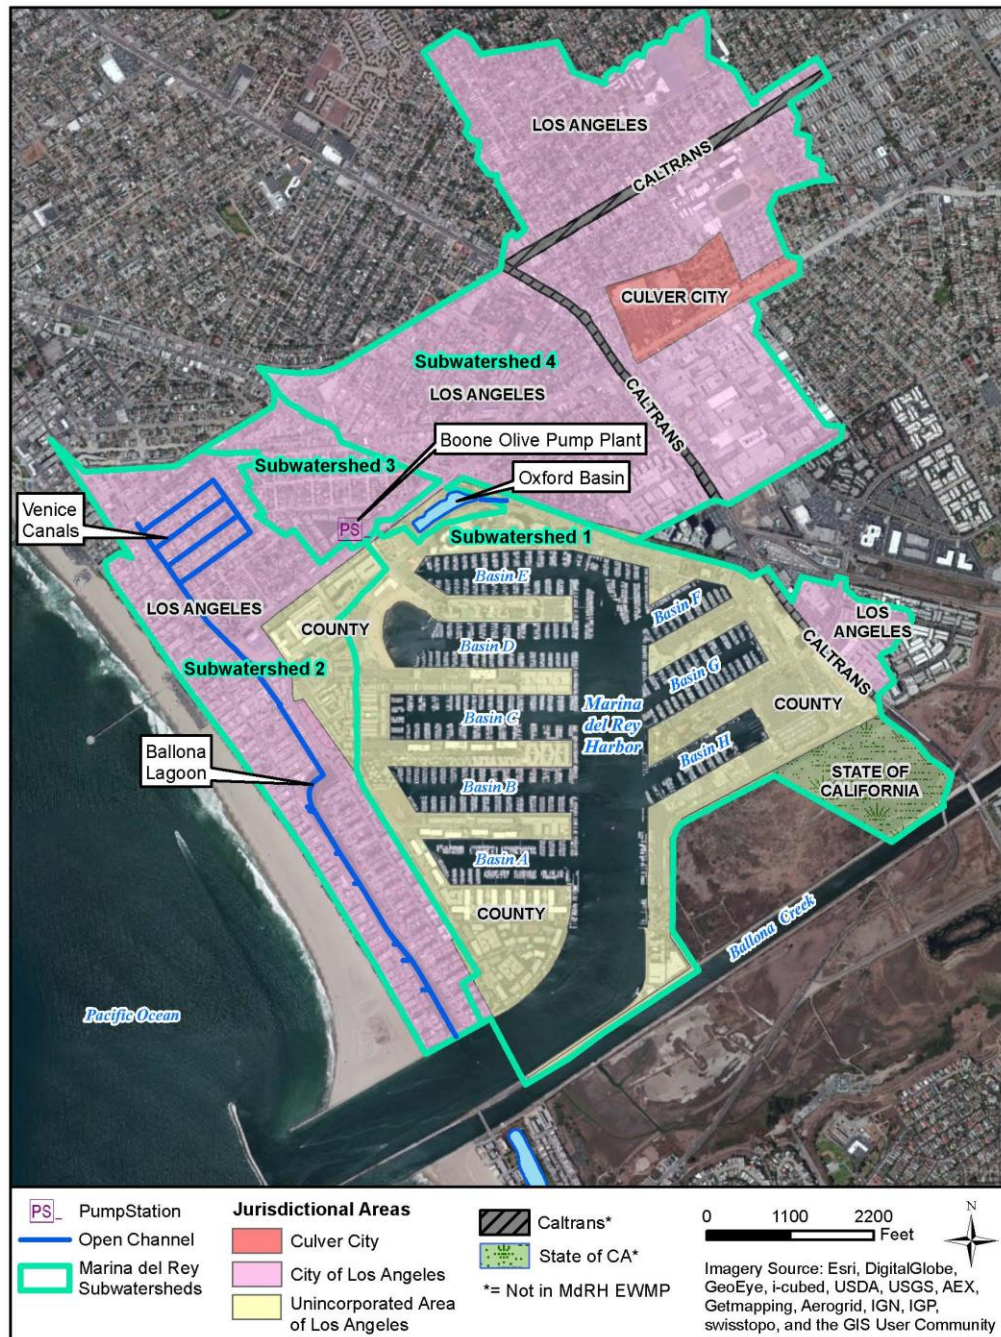 LOS ANGELES
CALTRANS
CULVER CITY
Subwatershed 4
LOS ANGELES
CALTRANS
Boone Olive Pump Plant
Subwatershed 3
Oxford Basin
Venice
Canals
PS_
Subwatershed 1
Basin E
Basin F
LOS ANGELES
COUNTY
LOS
ANGELES
Basin D
CALTRANS
Subwatershed 2
Basin G
COUNTY
Basin C
Marina
del Rey
Harbor
Ballona
Lagoon
Basin H
STATE OF
CALIFORNIA
Basin B
Basin A
COUNTY
Ballona Creek
Pacific Ocean
PS_ PumpStation
Open Channel
Marina del Rey
Subwatersheds
Jurisdictional Areas
Culver City
City of Los Angeles
Unincorporated Area
of Los Angeles
Caltrans*
State of CA*
*= Not in MdRH EWMP
0 1100 2200
Feet
N
Imagery Source: Esri, DigitalGlobe,
GeoEye, i-cubed, USDA, USGS, AEX,
Getmapping, Aerogrid, IGN, IGP,
swisstopo, and the GIS User Community